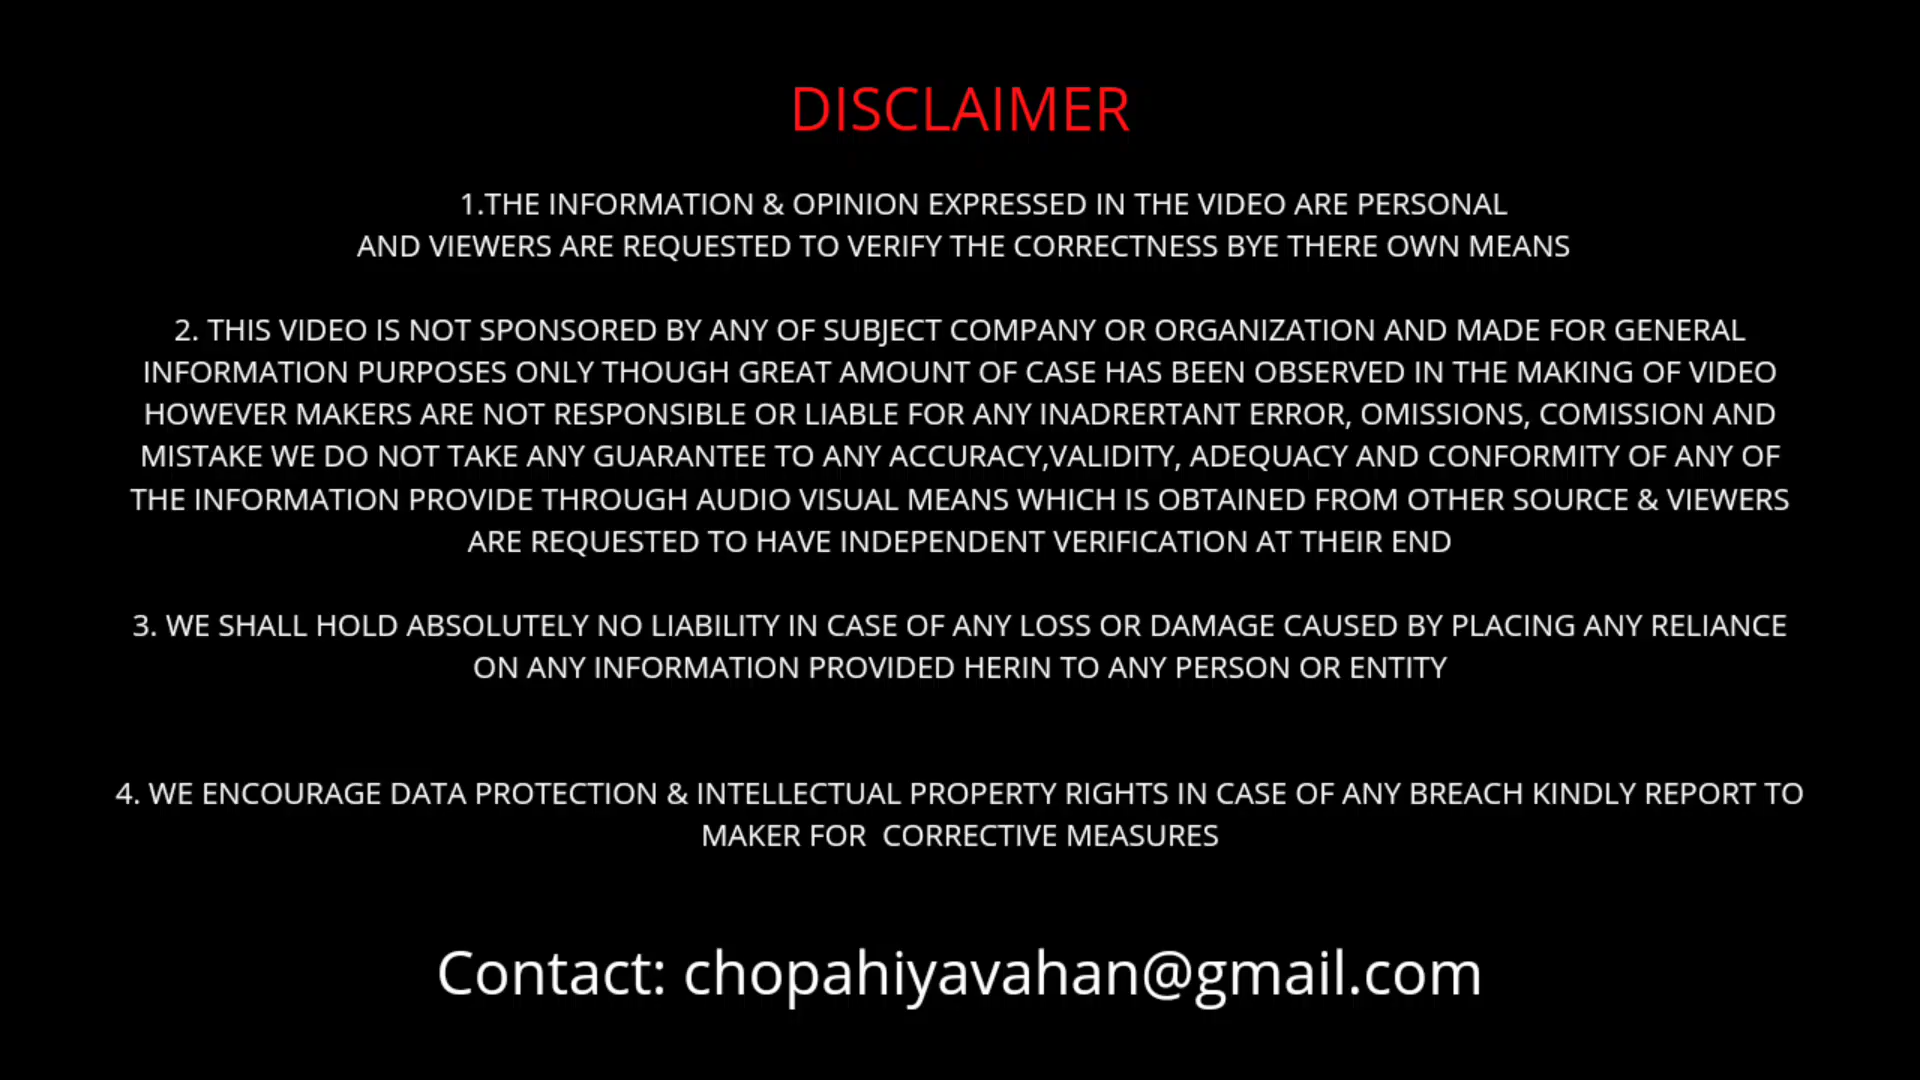 DISCLAIMER
1.THE INFORMATION & OPINION EXPRESSED IN THE VIDEO ARE PERSONAL
AND VIEWERS ARE REQUESTED TO VERIFY THE CORRECTNESS BYE THERE OWN MEANS
2. THIS VIDEO IS NOT SPONSORED BY ANY OF SUBJECT COMPANY OR ORGANIZATION AND MADE FOR GENERAL
INFORMATION PURPOSES ONLY THOUGH GREAT AMOUNT OF CASE HAS BEEN OBSERVED IN THE MAKING OF VIDEO
HOWEVER MAKERS ARE NOT RESPONSIBLE OR LIABLE FOR ANY INADRERTANT ERROR, OMISSIONS, COMISSION AND
MISTAKE WE DO NOT TAKE ANY GUARANTEE TO ANY ACCURACY,VALIDITY, ADEQUACY AND CONFORMITY OF ANY OF
THE INFORMATION PROVIDE THROUGH AUDIO VISUAL MEANS WHICH IS OBTAINED FROM OTHER SOURCE & VIEWERS
ARE REQUESTED TO HAVE INDEPENDENT VERIFICATION AT THEIR END
3. WE SHALL HOLD ABSOLUTELY NO LIABILITY IN CASE OF ANY LOSS OR DAMAGE CAUSED BY PLACING ANY RELIANCE
ON ANY INFORMATION PROVIDED HERIN TO ANY PERSON OR ENTITY
4. WE ENCOURAGE DATA PROTECTION & INTELLECTUAL PROPERTY RIGHTS IN CASE OF ANY BREACH KINDLY REPORT TO
MAKER FOR  CORRECTIVE MEASURES
Contact: chopahiyavahan@gmail.com